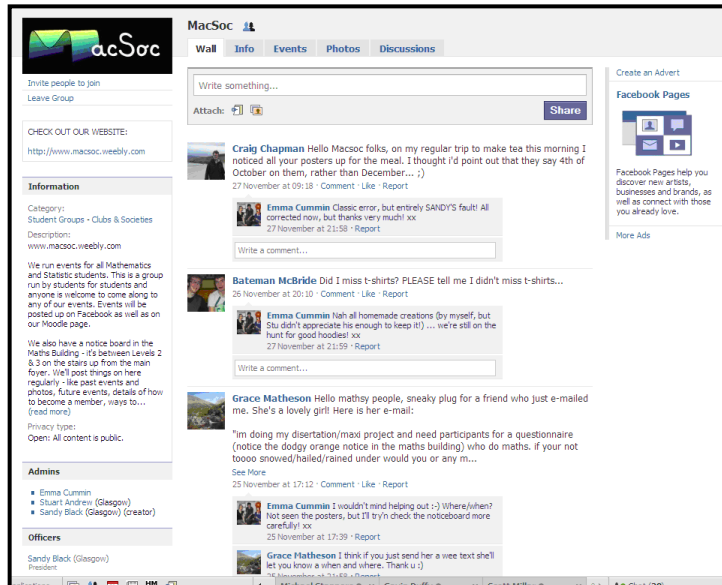 MacSoc
acSoc
Wall Info Events Photos Discussions
Invite people to join
Leave Group
CHECK OUT OUR WEBSITE:
http://www.macsoc.weebly.com
Information
Category:
Student Groups - Clubs & Societies
Description:
www.macsoc.weebly.com
We run events for all Mathematics
and Statistic students. This is a group
run by students for students and
anyone is welcome to come along to
any of our events. Events will be
posted up on Facebook as well as on
our Moodle page.
We also have a notice board in the
Maths Building - it's between Levels 2
& 3 on the stairs up from the main
foyer. We'll post things on here
regularly - like past events and
photos, future events, details of how
to become a member, ways to...
(read more)
Privacy type:
Open: All content is public.
Admins
Emma Cummin
Stuart Andrew (Glasgow)
Sandy Black (Glasgow) (creator)
Officers
Sandy Black (Glasgow)
President
Write something...
Attach:
Share
Craig Chapman Hello Macsoc folks, on my regular trip to make tea this morning I
noticed all your posters up for the meal. I thought i'd point out that they say 4th of
October on them, rather than December... ;)
27 November at 09:18 · Comment · Like · Report
Emma Cummin Classic error, but entirely SANDY'S fault! All
corrected now, but thanks very much! xx
27 November at 21:58 · Report
Write a comment...
Bateman McBride Did I miss t-shirts? PLEASE tell me I didn't miss t-shirts...
26 November at 20:10 · Comment · Like · Report
Emma Cummin Nah all homemade creations (by myself, but
Stu didn't appreciate his enough to keep it!) ... we're still on the
hunt for good hoodies! xx
27 November at 21:59 · Report
Write a comment...
Grace Matheson Hello mathsy people, sneaky plug for a friend who just e-mailed
me. She's a lovely girl! Here is her e-mail:
"im doing my disertation/maxi project and need participants for a questionnaire
(notice the dodgy orange notice in the maths building) who do maths. if your not
toooo snowed/hailed/rained under would you or any m...
See More
25 November at 17:12 · Comment · Like · Report
Emma Cummin I wouldn't mind helping out :-) Where/when?
Not seen the posters, but I'll try'n check the noticeboard more
carefully! xx
25 November at 17:39 · Report
Grace Matheson I think if you just send her a wee text she'll
let you know a when and where. Thank u :)
Create an Advert
Facebook Pages
Facebook Pages help you
discover new artists,
businesses and brands, as
well as connect with those
you already love.
More Ads